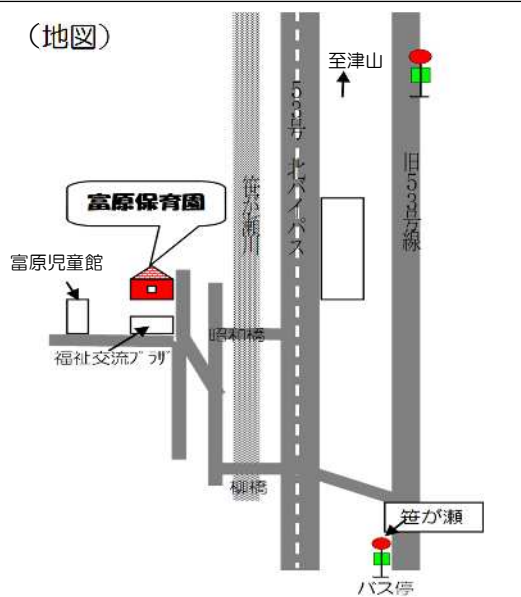 （地図）
至津山
53号 北バイパス
旧53号線
笹が瀬川
富原保育園
富原児童館
昭和橋
福祉交流プラザ
柳橋
笹が瀬
バス停